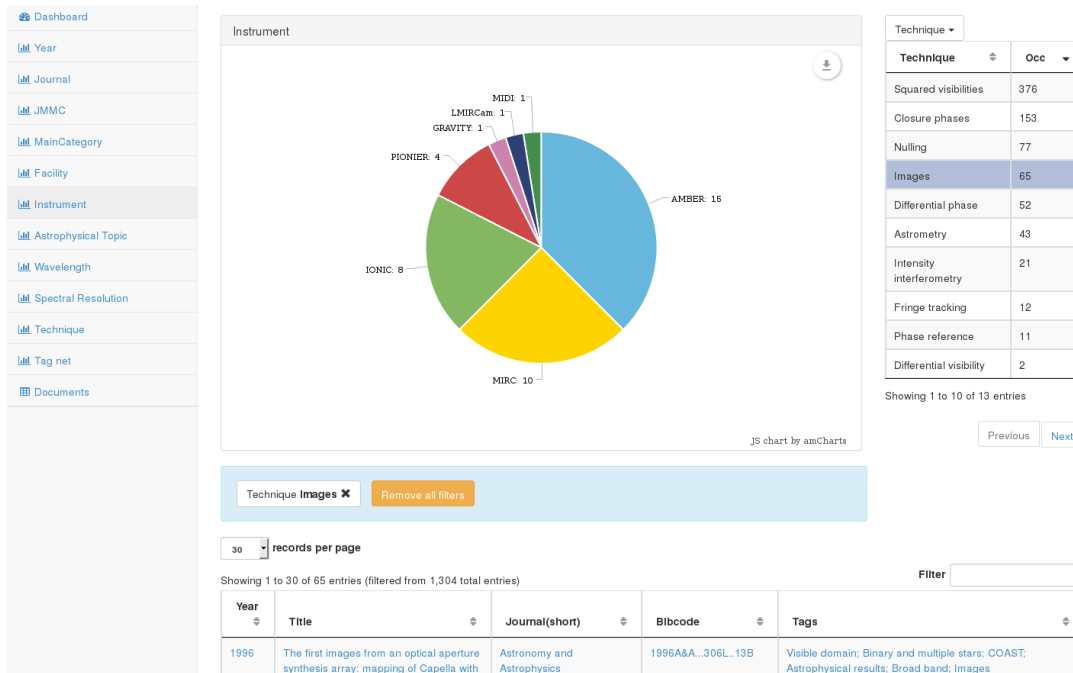 Dashboard
Year
Journal
JMMC
MainCategory
Facility
Instrument
Astrophysical Topic
Wavelength
Spectral Resolution
Technique
Tag net
Documents
Instrument
MIDI: 1
LMIRCam: 1
GRAVITY: 1
PIONIER: 4
AMBER: 15
IONIC: 8
MIRC: 10
JS chart by amCharts
Technique
Technique Occ
Squared visibilities 376
Closure phases 153
Nulling 77
Images 65
Differential phase 52
Astrometry 43
Intensity 21
interferometry
Fringe tracking 12
Phase reference 11
Differential visibility 2
Showing 1 to 10 of 13 entries
Previous Next
Technique Images ✖ Remove all filters
30 records per page
Showing 1 to 30 of 65 entries (filtered from 1,304 total entries) Filter
Year Title Journal(short) Bibcode Tags
1996 The first images from an optical aperture Astronomy and 1996A&A...306L..13B Visible domain; Binary and multiple stars; COAST;
synthesis array: mapping of Capella with Astrophysics Astrophysical results; Broad band; Images